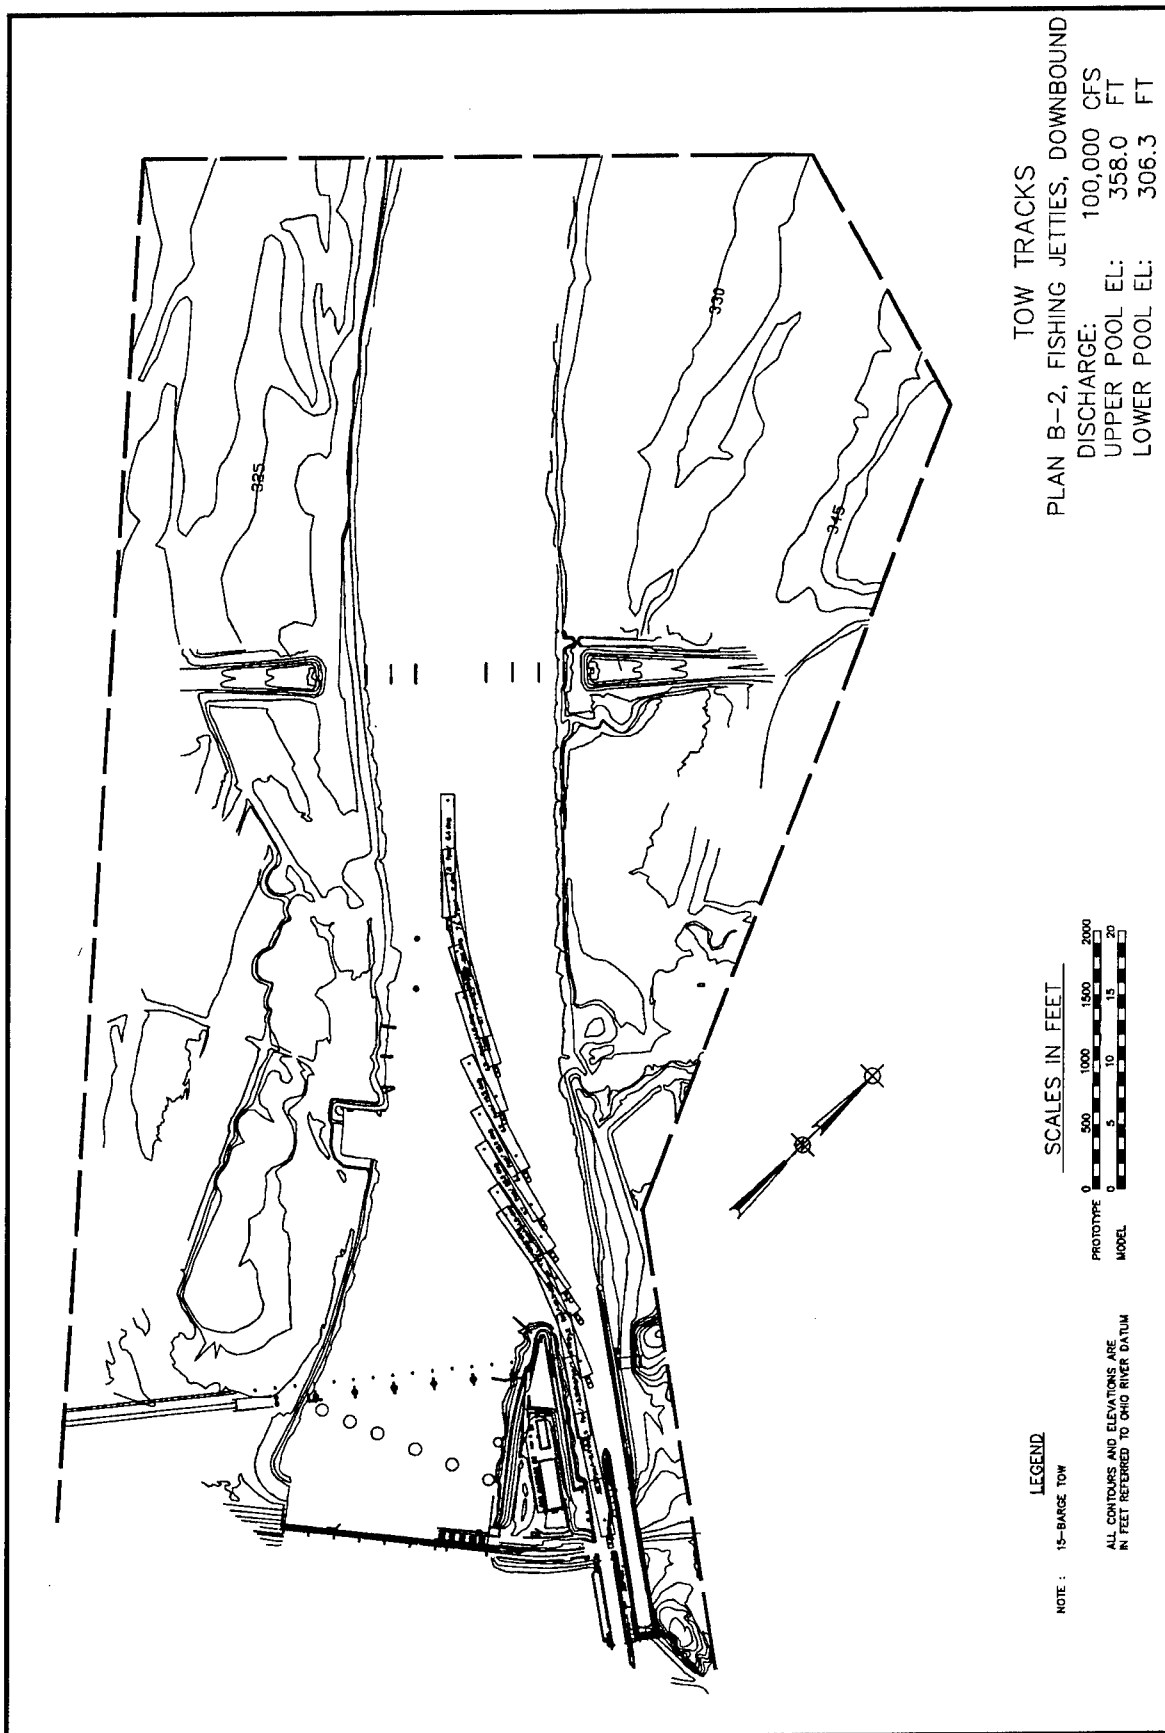 TOW TRACKS
PLAN B-2, FISHING JETTIES, DOWNBOUND
DISCHARGE: 100,000 CFS
UPPER POOL EL: 358.0 FT
LOWER POOL EL: 306.3 FT
325
330
345
SCALES IN FEET
PROTOTYPE 0 500 1000 1500 2000
MODEL 0 5 10 15 20
LEGEND
NOTE : 15-BARGE TOW
ALL CONTOURS AND ELEVATIONS ARE
IN FEET REFERRED TO OHIO RIVER DATUM